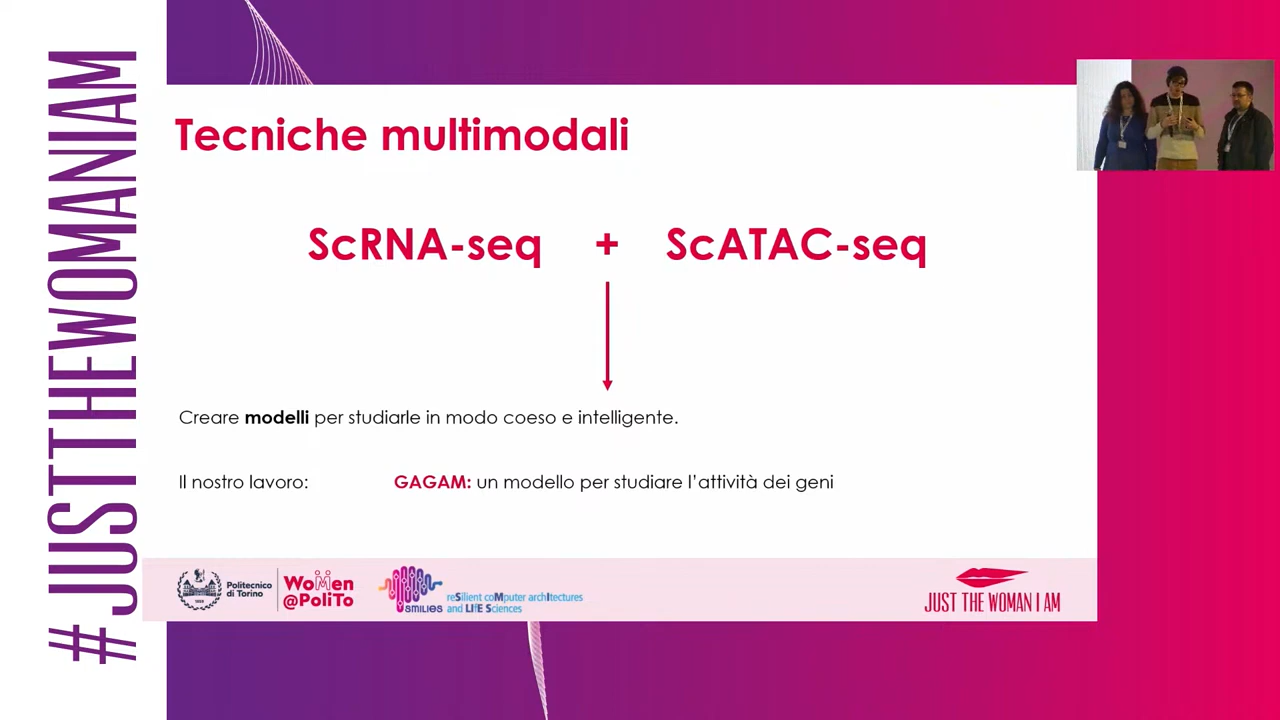 #JUSTTHEWOMANIAM
Tecniche multimodali
ScRNA-seq + ScATAC-seq
Creare modelli per studiarle in modo coeso e intelligente.
Il nostro lavoro: GAGAM: un modello per studiare l'attività dei geni
Politecnico
di Torino
WoMen
@PoliTo
SMILIES
reSilient coMputer archItectures
and LIfE Sciences
JUST THE WOMAN I AM